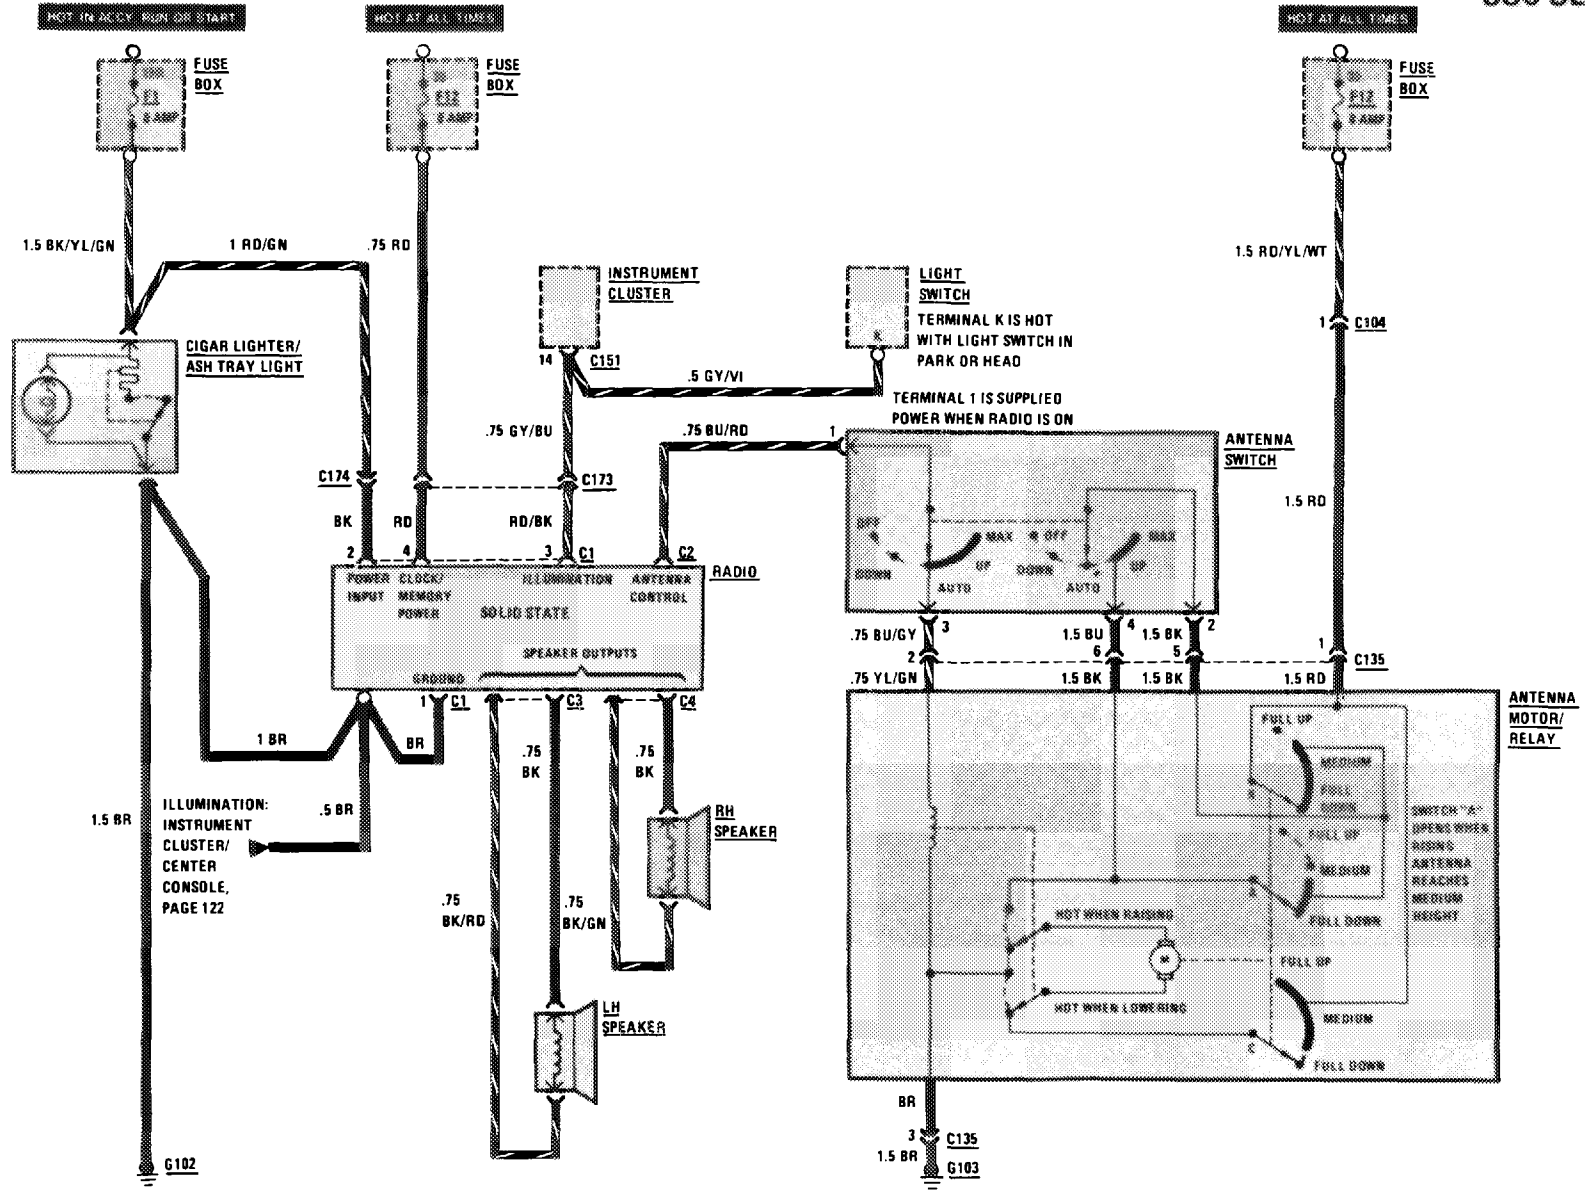 HOT IN ACCY, RUN OR START
HOT AT ALL TIMES
HOT AT ALL TIMES
FUSE
BOX
F12
8 AMP
FUSE
BOX
8 AMP
FUSE
BOX
F12
8 AMP
1.5 BK/YL/GN
1 RD/GN
.75 RD
1.5 RD/YL/WT
INSTRUMENT
CLUSTER
LIGHT
SWITCH
TERMINAL K IS HOT
WITH LIGHT SWITCH IN
PARK OR HEAD
K
1
C104
CIGAR LIGHTER/
ASH TRAY LIGHT
14
C151
.5 GY/VI
TERMINAL 1 IS SUPPLIED
POWER WHEN RADIO IS ON
.75 GY/BU
.75 BU/RD
1
ANTENNA
SWITCH
C174
C173
1.5 RD
BK
RD
RD/BK
2
4
3
C1
C2
RADIO
POWER
INPUT
CLOCK/
MEMORY
POWER
ILLUMINATION
ANTENNA
CONTROL
SOLID STATE
SPEAKER OUTPUTS
GROUND
OFF
DOWN
AUTO
UP
MAX
OFF
DOWN
AUTO
UP
MAX
3
4
2
.75 BU/GY
1.5 BU
1.5 BK
1
2
6
5
C135
.75 YL/GN
1.5 BK
1.5 BK
1.5 RD
1
C1
C3
C4
1 BR
BR
.75
BK
.75
BK
ANTENNA
MOTOR/
RELAY
FULL UP
MEDIUM
FULL
DOWN
B
SWITCH "A"
OPENS WHEN
RISING
ANTENNA
REACHES
MEDIUM
HEIGHT
FULL UP
MEDIUM
A
FULL DOWN
1.5 BR
ILLUMINATION:
INSTRUMENT
CLUSTER/
CENTER
CONSOLE,
PAGE 122
.5 BR
RH
SPEAKER
.75
BK/RD
.75
BK/GN
HOT WHEN RAISING
M
FULL UP
HOT WHEN LOWERING
MEDIUM
C
FULL DOWN
LH
SPEAKER
BR
3
C135
1.5 BR
G102
G103